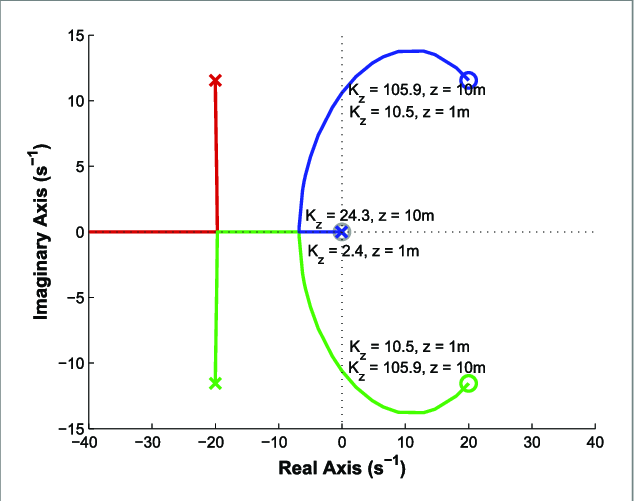 15
10
5
0
−5
−10
−15
Imaginary Axis (s⁻¹)
K_z = 105.9, z = 10m
K_z = 10.5, z = 1m
K_z = 24.3, z = 10m
K_z = 2.4, z = 1m
K_z = 10.5, z = 1m
K_z = 105.9, z = 10m
−40 −30 −20 −10 0 10 20 30 40
Real Axis (s⁻¹)